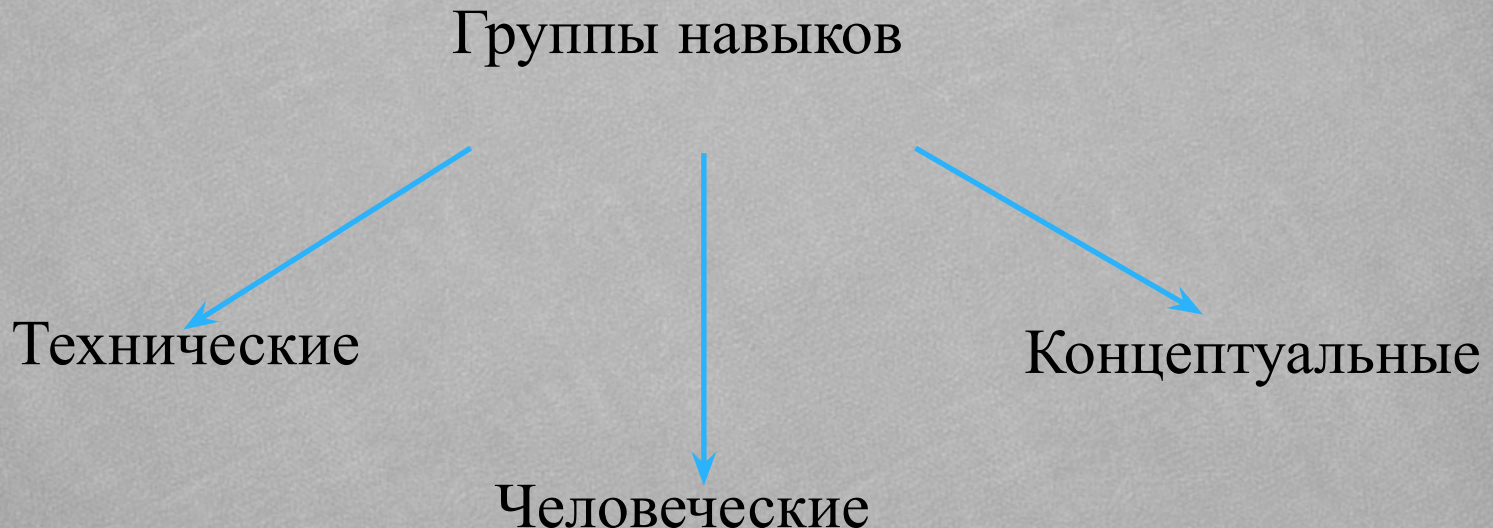 Группы навыков
Технические
Концептуальные
Человеческие